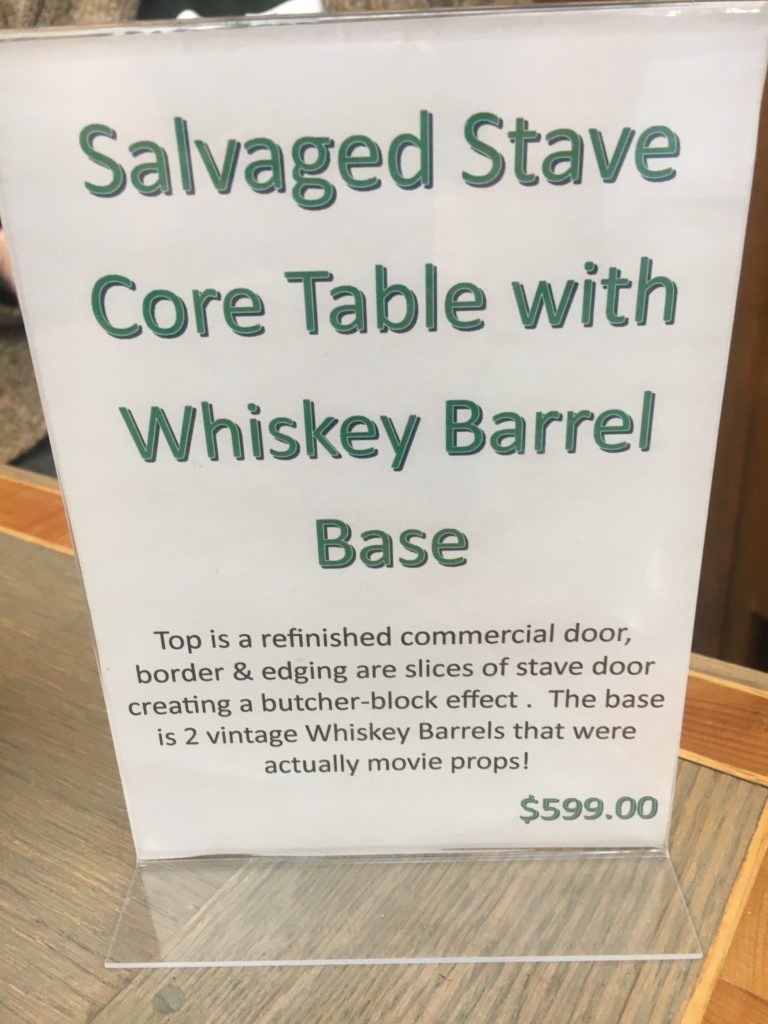 Salvaged Stave
Core Table with
Whiskey Barrel
Base
Top is a refinished commercial door,
border & edging are slices of stave door
creating a butcher-block effect .  The base
is 2 vintage Whiskey Barrels that were
actually movie props!
$599.00